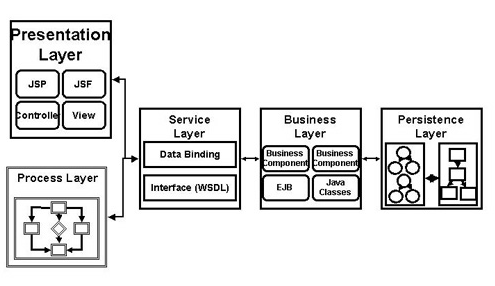 Presentation
Layer
JSP
JSF
Controlle
View
Process Layer
Service
Layer
Data Binding
Interface (WSDL)
Business
Layer
Business
Component
Business
Component
EJB
Java
Classes
Persistence
Layer